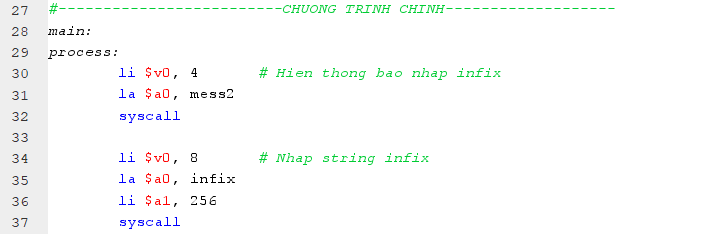 27 #-------------------------CHUONG TRINH CHINH-------------------
28 main:
29 process:
30 li $v0, 4 # Hien thong bao nhap infix
31 la $a0, mess2
32 syscall
33
34 li $v0, 8 # Nhap string infix
35 la $a0, infix
36 li $a1, 256
37 syscall